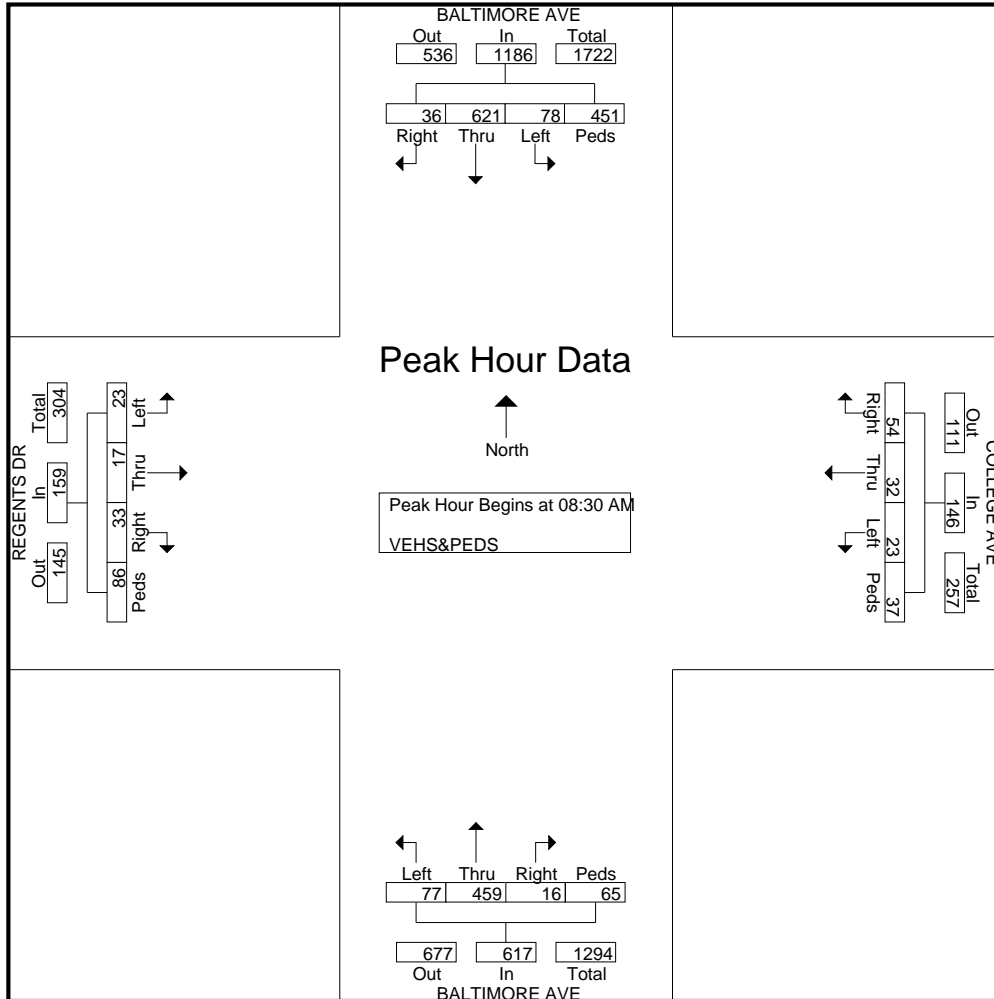 BALTIMORE AVE
Out In Total
536 1186 1722
36 621 78 451
Right Thru Left Peds
Peak Hour Data
North
Peak Hour Begins at 08:30 AM
VEHS&PEDS
REGENTS DR
Total In Out
304 159 145
23 17 33 86
Left Thru Right Peds
Right Thru Left Peds
54 32 23 37
Out In Total
111 146 257
COLLEGE AVE
Left Thru Right Peds
77 459 16 65
677 617 1294
Out In Total
BALTIMORE AVE